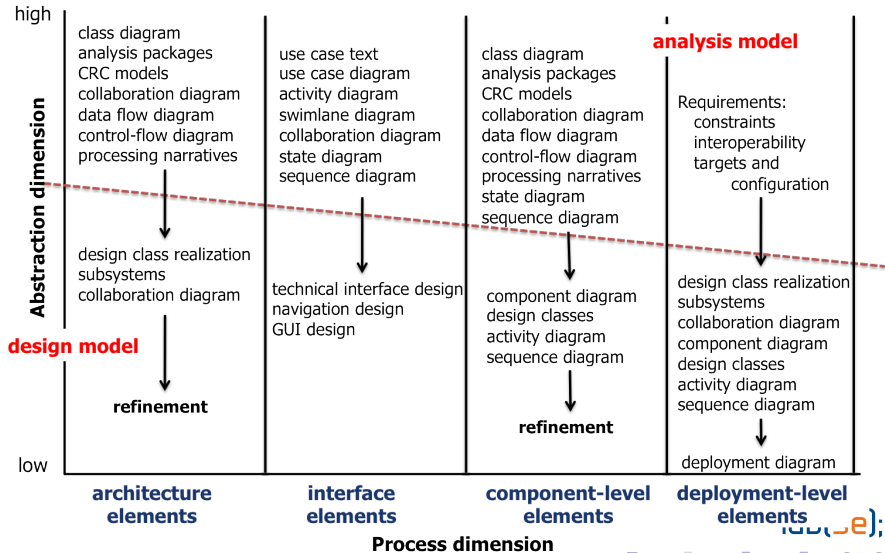 high
class diagram
analysis packages
CRC models
collaboration diagram
data flow diagram
control-flow diagram
processing narratives
design class realization
subsystems
collaboration diagram
refinement
use case text
use case diagram
activity diagram
swimlane diagram
collaboration diagram
state diagram
sequence diagram
technical interface design
navigation design
GUI design
class diagram
analysis packages
CRC models
collaboration diagram
data flow diagram
control-flow diagram
processing narratives
state diagram
sequence diagram
component diagram
design classes
activity diagram
sequence diagram
refinement
analysis model
Requirements:
constraints
interoperability
targets and
configuration
design class realization
subsystems
collaboration diagram
component diagram
design classes
activity diagram
sequence diagram
deployment diagram
Abstraction dimension
design model
low
architecture
elements
interface
elements
component-level
elements
deployment-level
elements
Process dimension